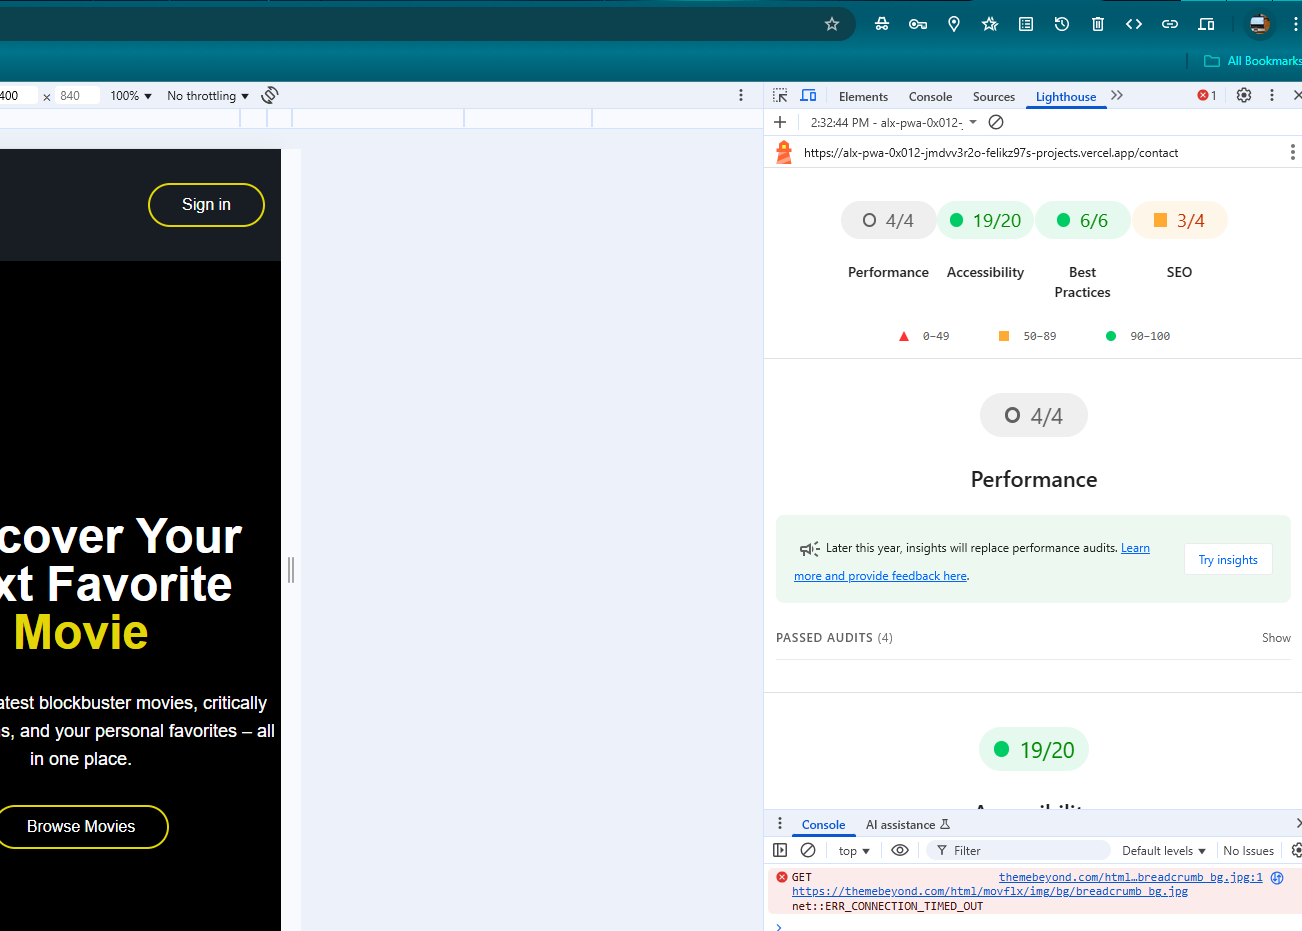 All Bookmarks
400 × 840 100% No throttling
Elements Console Sources Lighthouse 1
2:32:44 PM - alx-pwa-0x012-
https://alx-pwa-0x012-jmdvv3r2o-felikz97s-projects.vercel.app/contact
Sign in
4/4 19/20 6/6 3/4
Performance Accessibility Best Practices SEO
0–49 50–89 90–100
4/4
Performance
Later this year, insights will replace performance audits. Learn
more and provide feedback here.
Try insights
PASSED AUDITS (4) Show
cover Your
xt Favorite
Movie
atest blockbuster movies, critically
s, and your personal favorites – all
in one place.
Browse Movies
19/20
Accessibility
Console AI assistance
top Filter Default levels No Issues
GET themebeyond.com/html…breadcrumb_bg.jpg:1
https://themebeyond.com/html/movflx/img/bg/breadcrumb_bg.jpg
net::ERR_CONNECTION_TIMED_OUT